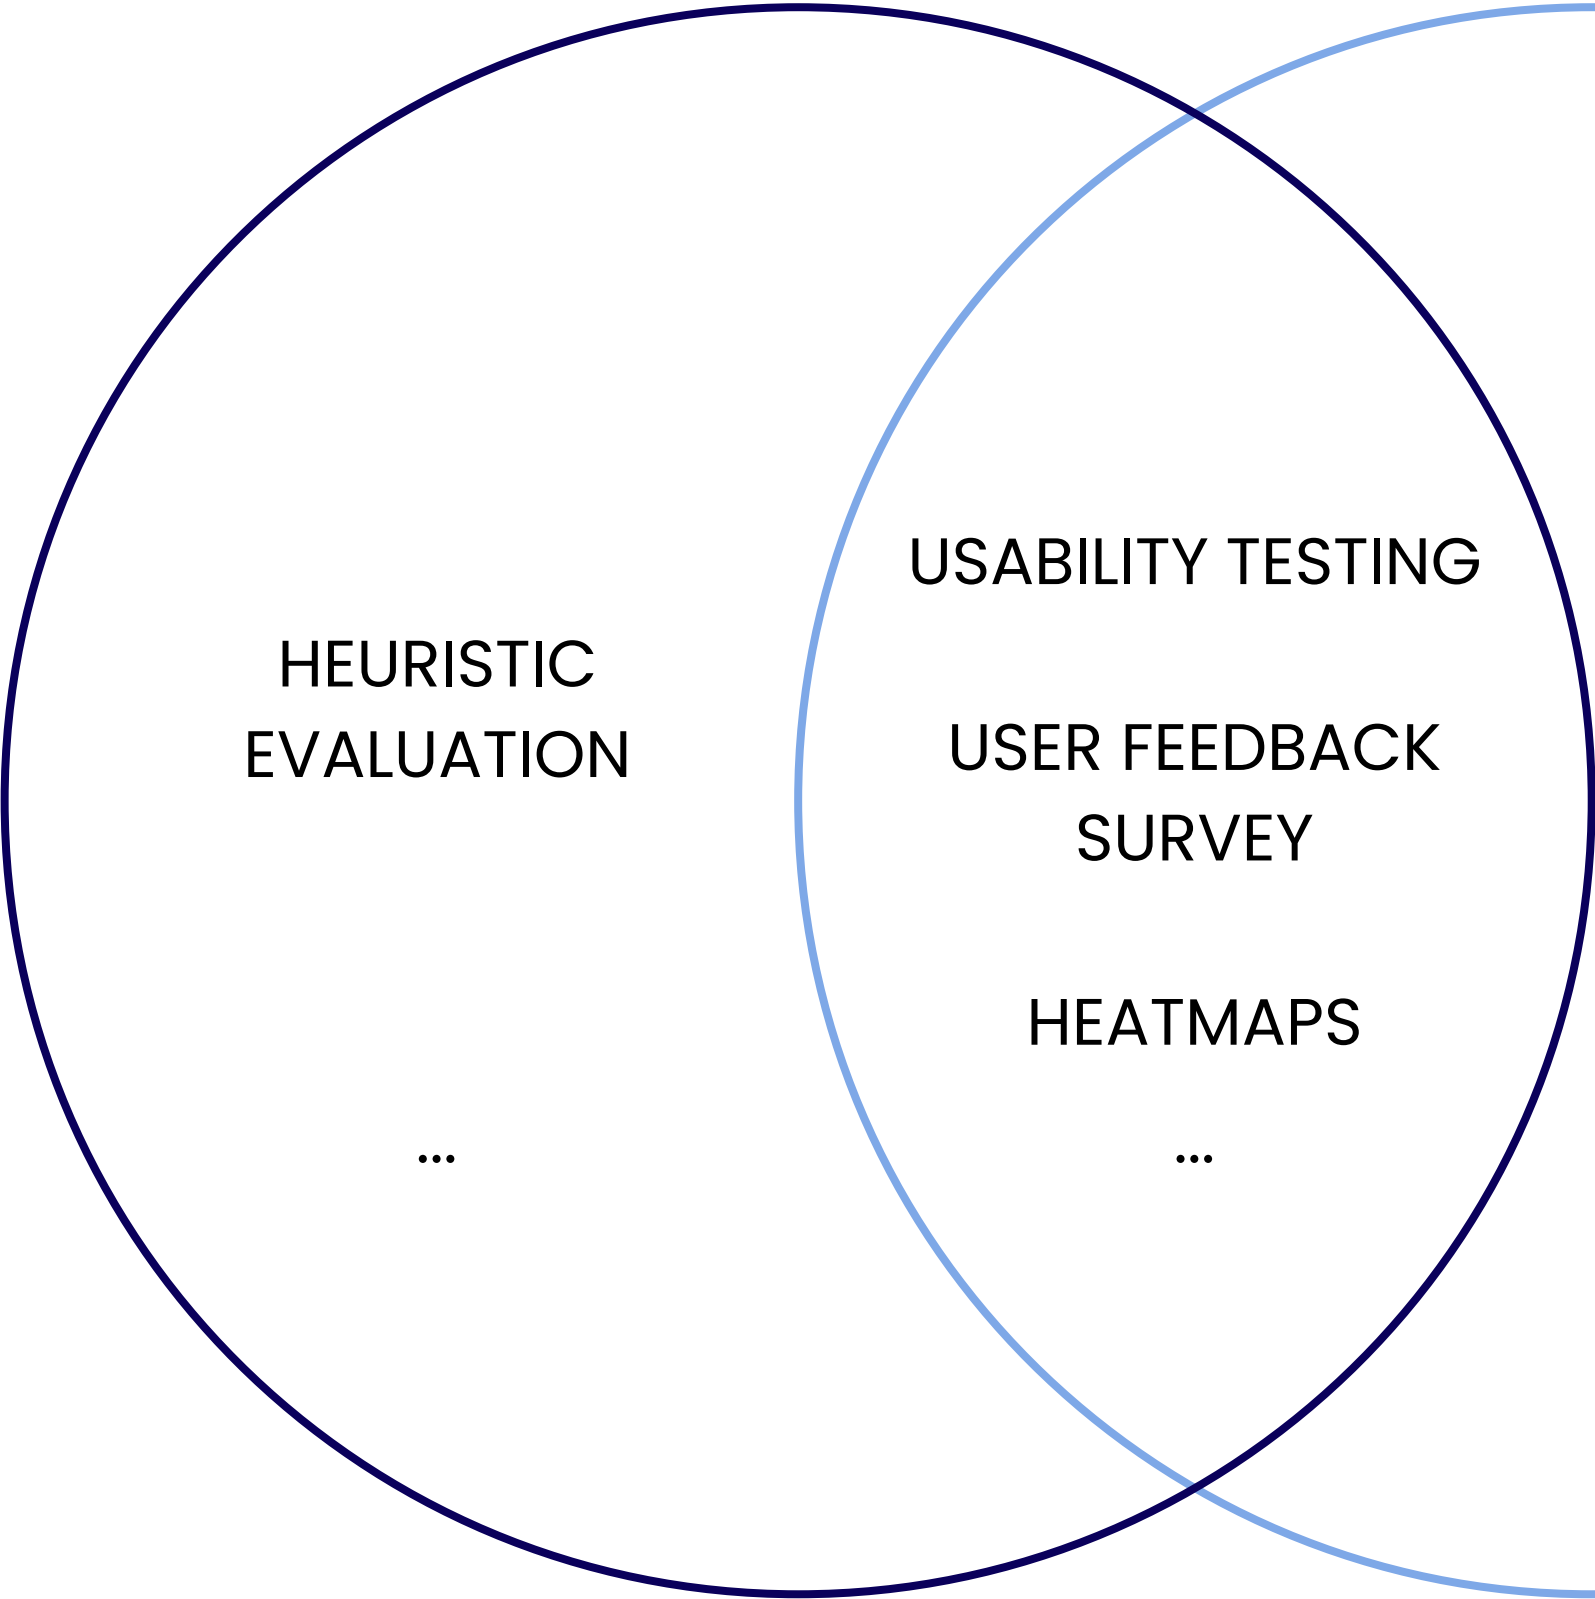 HEURISTIC
EVALUATION
...
USABILITY TESTING
USER FEEDBACK
SURVEY
HEATMAPS
...